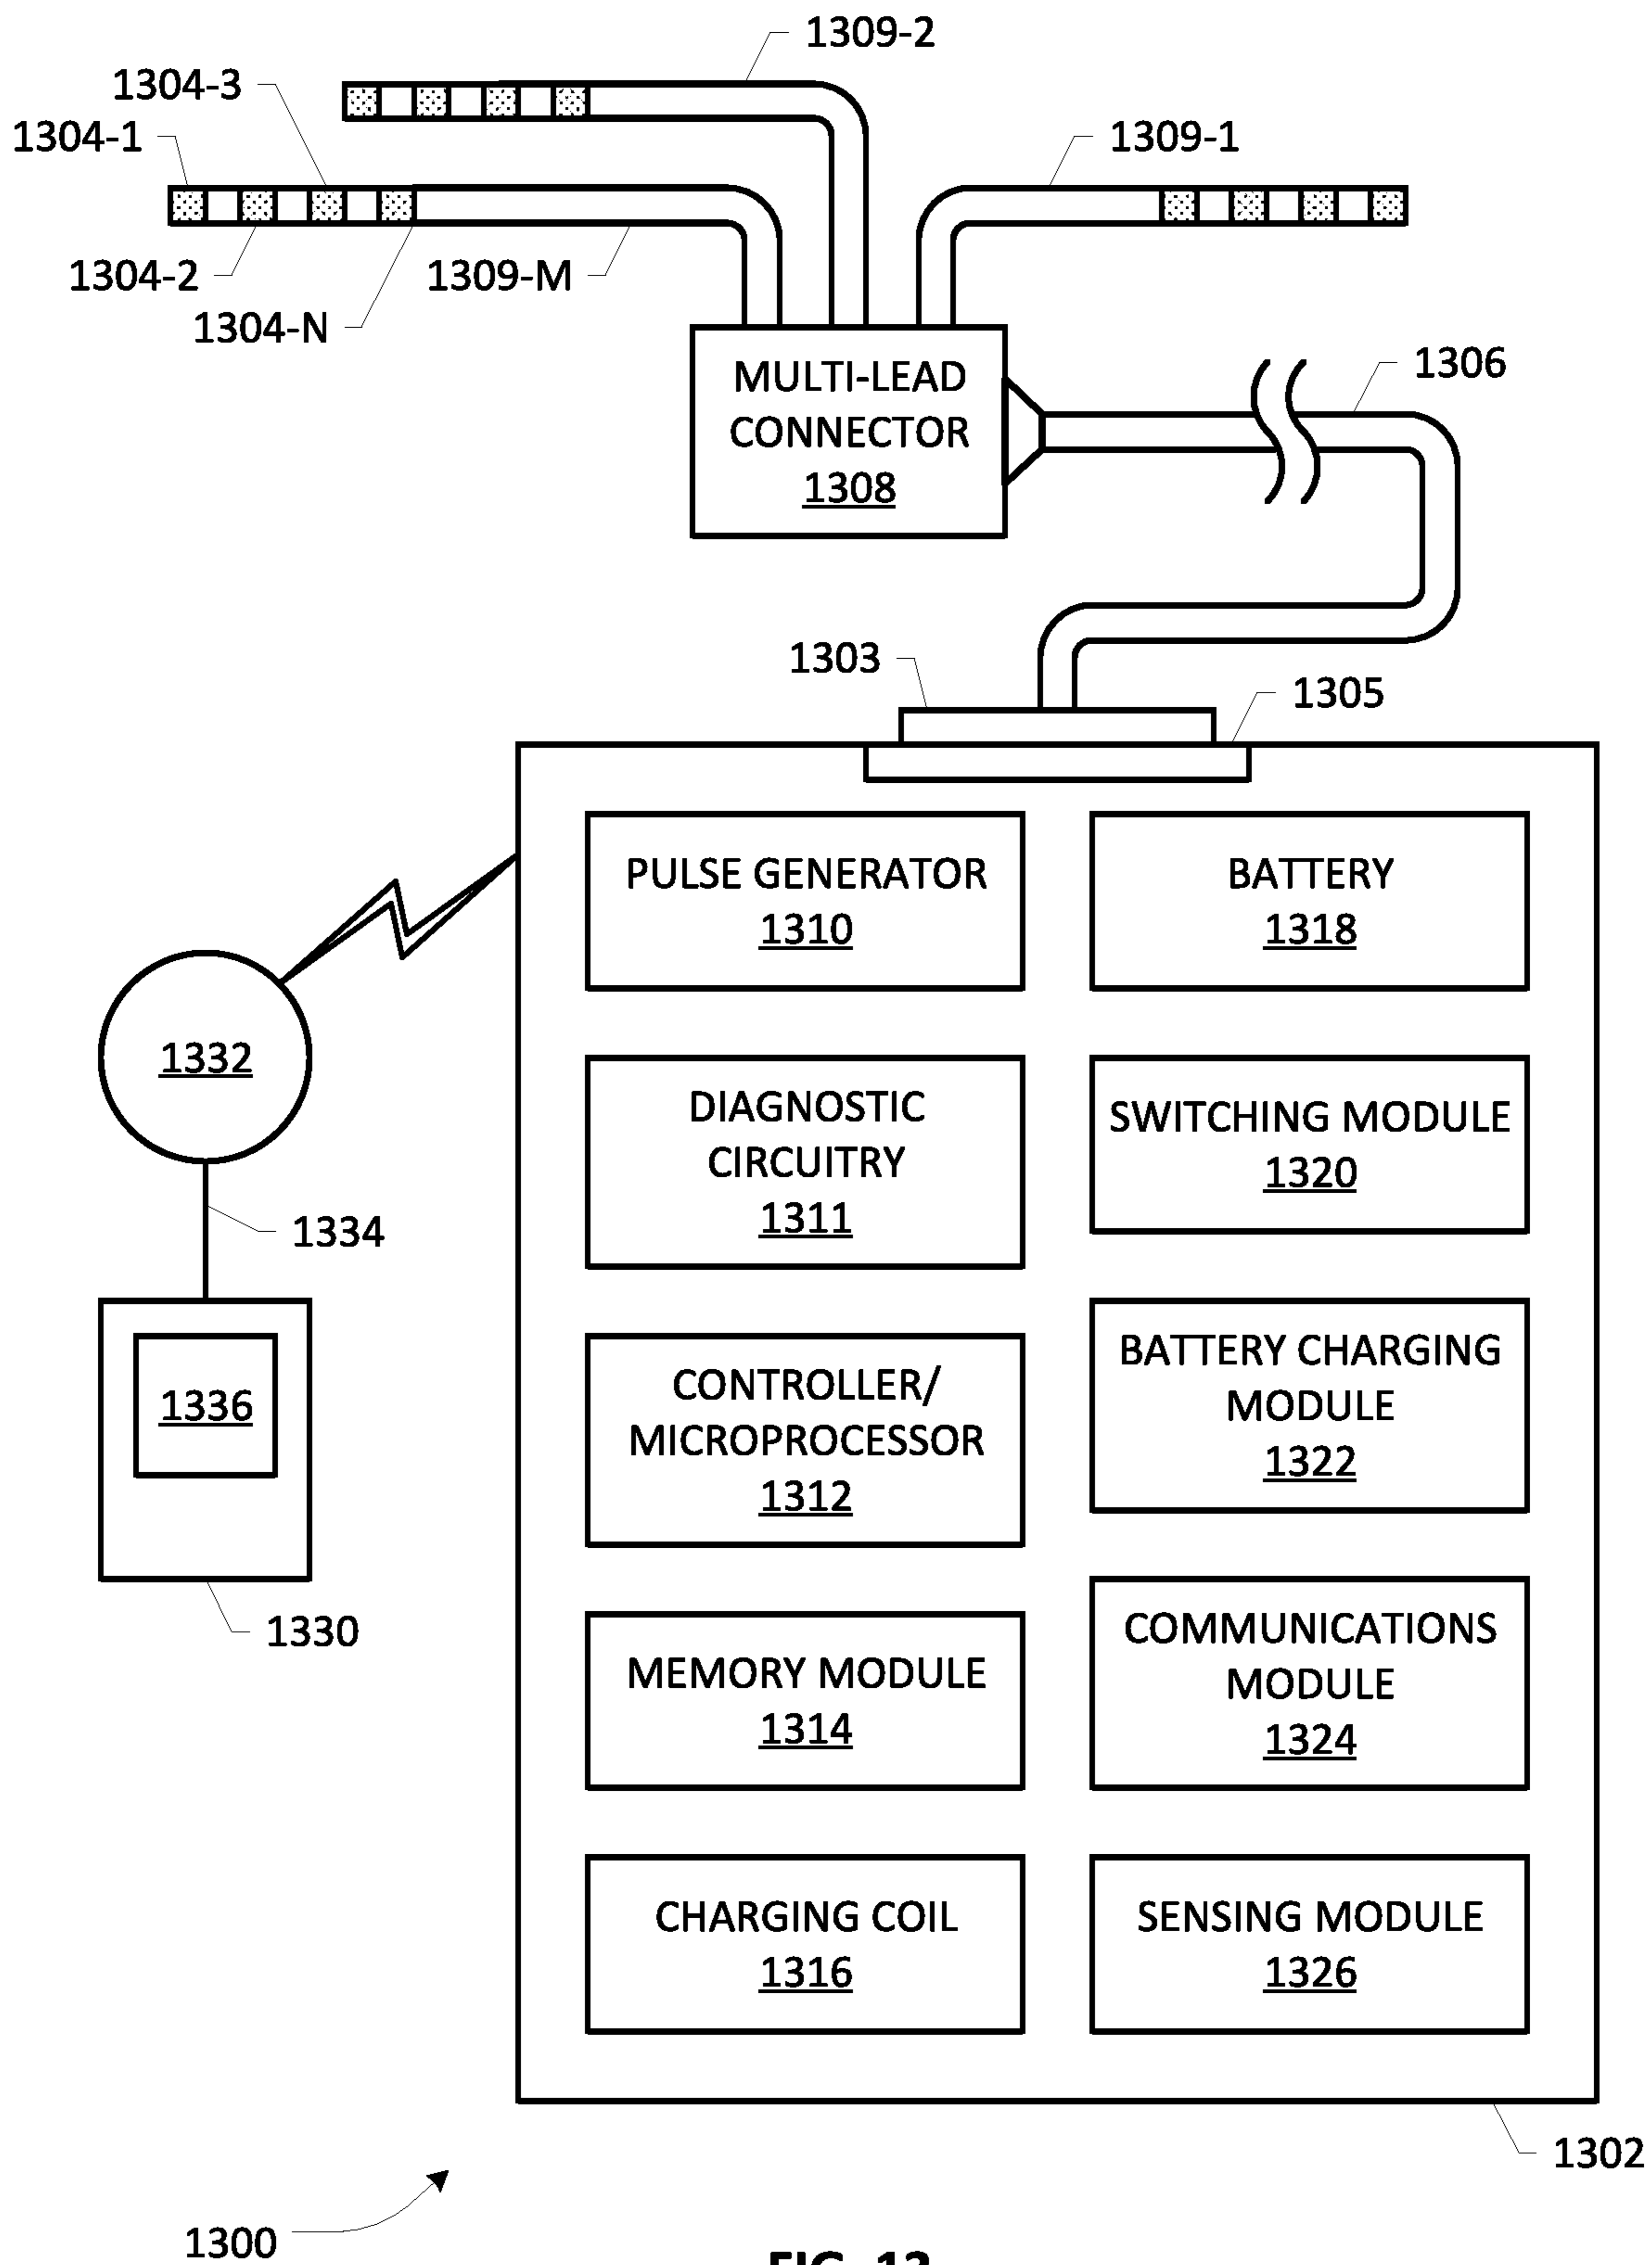 1309-2
1304-3
1304-1
1309-1
1304-2
1309-M
1304-N
MULTI-LEAD
CONNECTOR
1308
1306
1303
1305
PULSE GENERATOR
1310
BATTERY
1318
1332
DIAGNOSTIC
CIRCUITRY
1311
SWITCHING MODULE
1320
1334
1336
CONTROLLER/
MICROPROCESSOR
1312
BATTERY CHARGING
MODULE
1322
1330
MEMORY MODULE
1314
COMMUNICATIONS
MODULE
1324
CHARGING COIL
1316
SENSING MODULE
1326
1302
1300
FIG. 13